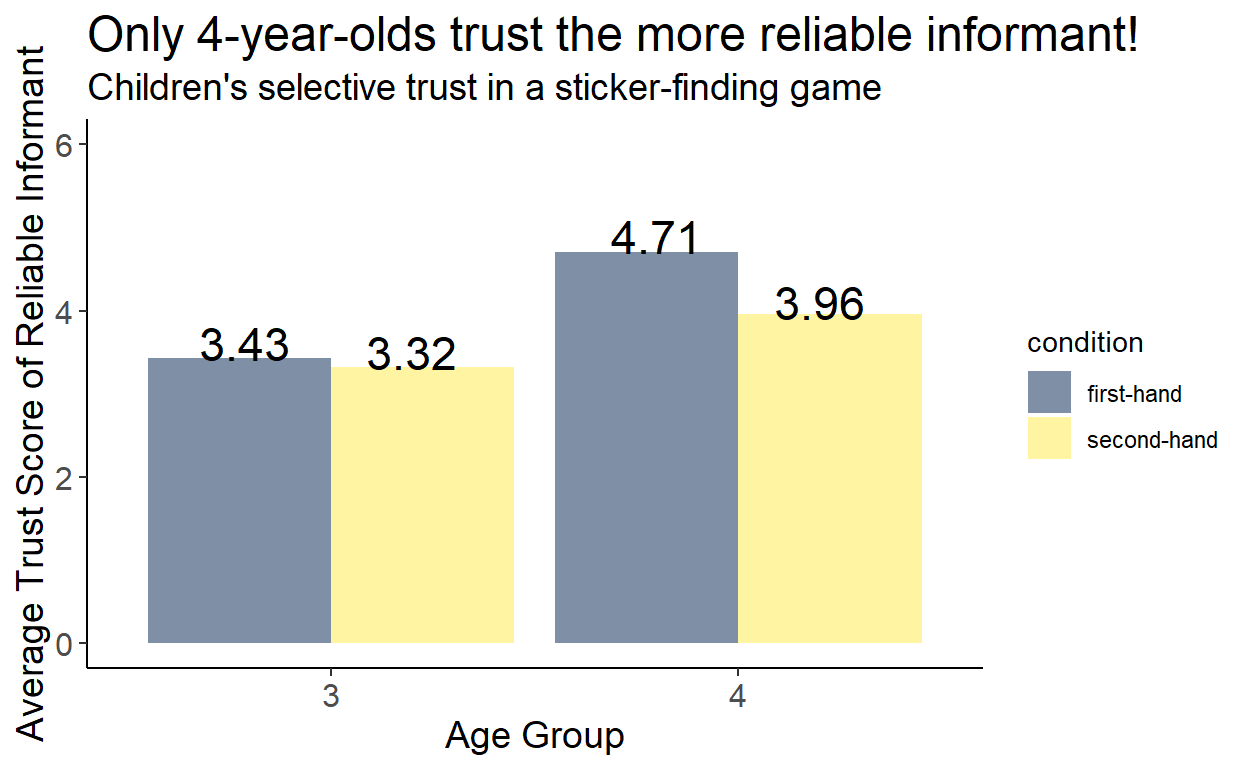 Only 4-year-olds trust the more reliable informant!
Children's selective trust in a sticker-finding game
Average Trust Score of Reliable Informant
6
4
2
0
3.43
3.32
4.71
3.96
3
4
Age Group
condition
first-hand
second-hand